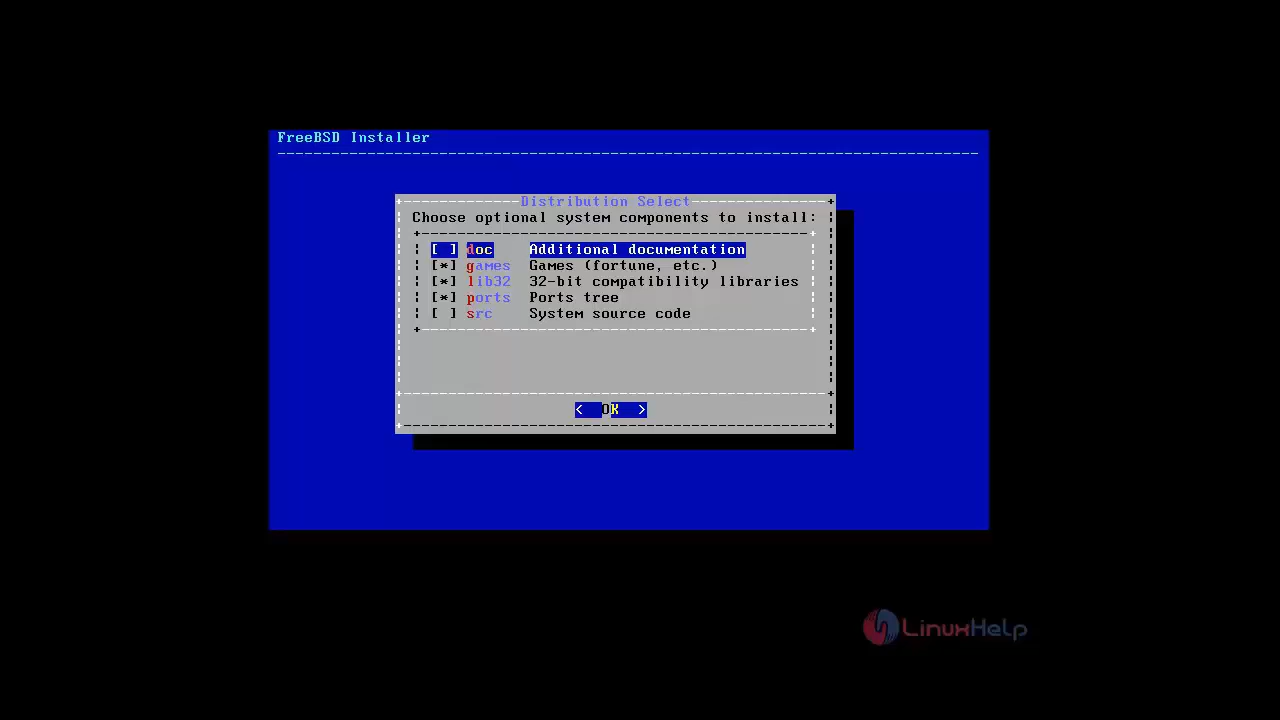 FreeBSD Installer
Distribution Select
Choose optional system components to install:
[ ] doc Additional documentation
[*] games Games (fortune, etc.)
[*] lib32 32-bit compatibility libraries
[*] ports Ports tree
[ ] src System source code
< OK >
LinuxHelp